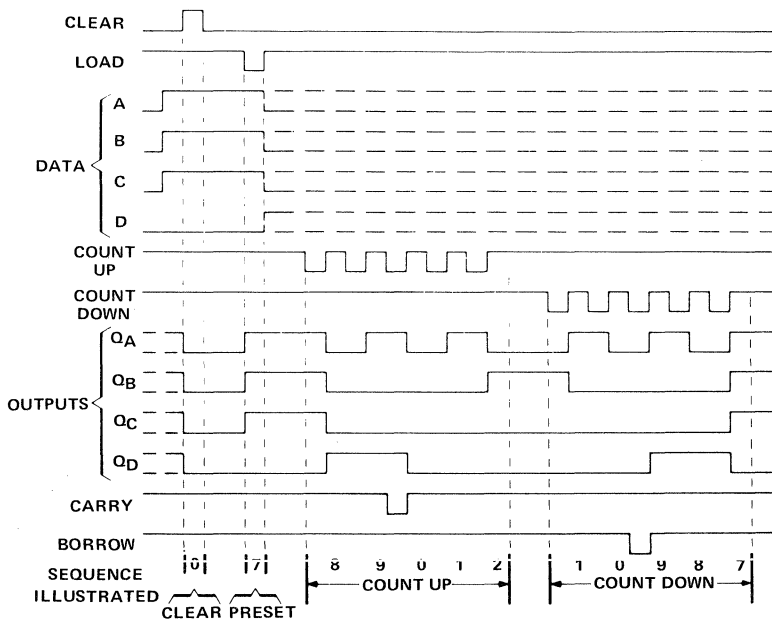 CLEAR
LOAD
A
B
DATA
C
D
COUNT
UP
COUNT
DOWN
QA
QB
OUTPUTS
QC
QD
CARRY
BORROW
0 7 8 9 0 1 2 1 0 9 8 7
SEQUENCE
ILLUSTRATED
COUNT UP COUNT DOWN
CLEAR PRESET